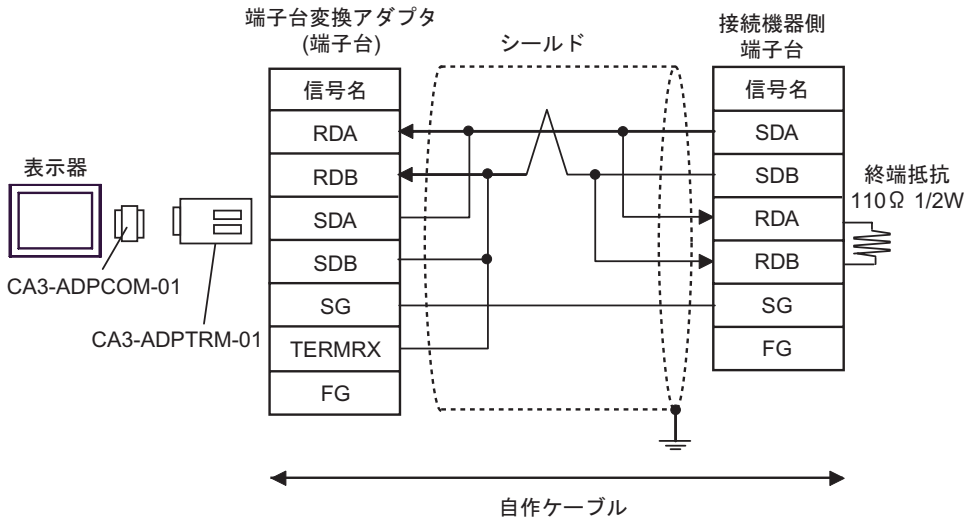 端子台変換アダプタ
(端子台)
シールド
接続機器側
端子台
信号名
RDA
RDB
SDA
SDB
SG
TERMRX
FG
信号名
SDA
SDB
RDA
RDB
SG
FG
終端抵抗
110Ω 1/2W
表示器
CA3-ADPCOM-01
CA3-ADPTRM-01
自作ケーブル